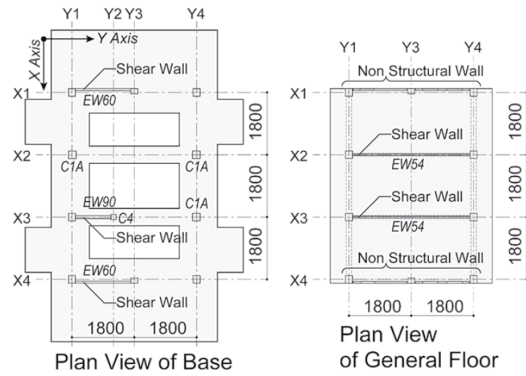 Y1 Y2 Y3 Y4
Y Axis
X Axis
Shear Wall
X1
EW60
1800
X2
C1A C1A
1800
EW90 C1A
X3
C4
Shear Wall
1800
EW60
X4
Shear Wall
1800 1800
Plan View of Base
Y1 Y3 Y4
Non Structural Wall
X1
Shear Wall
1800
X2
EW54
Shear Wall
1800
X3
EW54
Non Structural Wall
1800
X4
1800 1800
Plan View
of General Floor